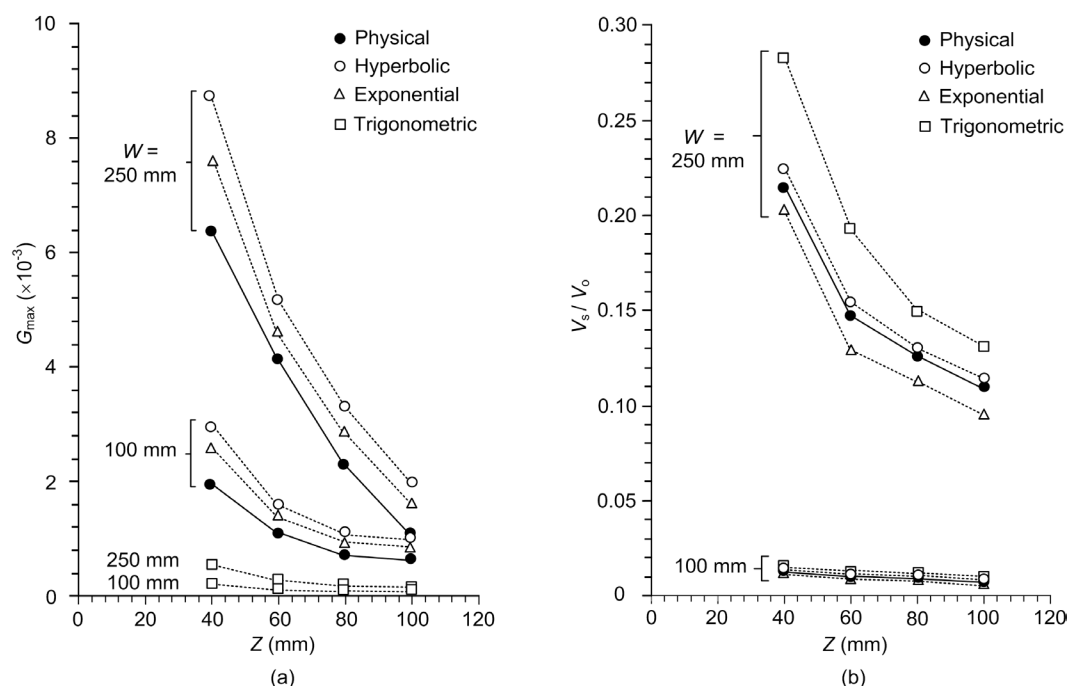 10
8
6
4
2
0
G_max (×10⁻³)
Physical
Hyperbolic
Exponential
Trigonometric
W =
250 mm
100 mm
250 mm
100 mm
0 20 40 60 80 100 120
Z (mm)
(a)
0.30
0.25
0.20
0.15
0.10
0.05
0
V_s / V_o
Physical
Hyperbolic
Exponential
Trigonometric
W =
250 mm
100 mm
0 20 40 60 80 100 120
Z (mm)
(b)